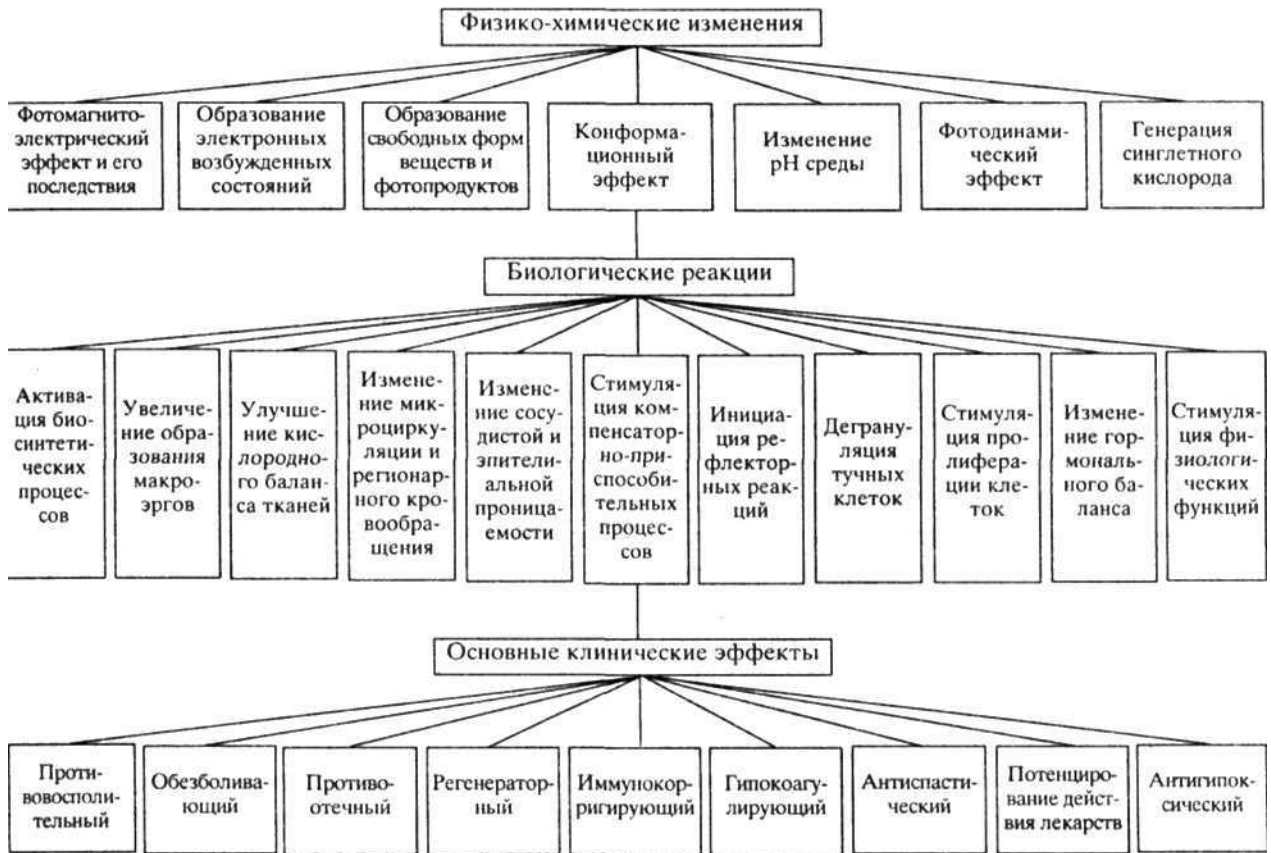 Физико-химические изменения
Фотомагнито-
электрический
эффект и его
последствия
Образование
электронных
возбужденных
состояний
Образование
свободных форм
веществ и
фотопродуктов
Конформа-
ционный
эффект
Изменение
pH среды
Фотодинами-
ческий
эффект
Генерация
синглетного
кислорода
Биологические реакции
Активация био-
синтети-
ческих
процес-
сов
Увеличе-
ние обра-
зования
макро-
эргов
Улучше-
ние кис-
лородно-
го балан-
са тканей
Измене-
ние мик-
роцирку-
ляции и
регионар-
ного кро-
вообра-
щения
Измене-
ние сосу-
дистой и
эпители-
альной
проница-
емости
Стимуля-
ция ком-
пенсатор-
но-при-
способи-
тельных
процес-
сов
Инициа-
ция ре-
флектор-
ных реак-
ций
Деграну-
ляция
тучных
клеток
Стимуля-
ция про-
лифера-
ции кле-
ток
Измене-
ние гор-
мональ-
ного ба-
ланса
Стимуля-
ция фи-
зиологи-
ческих
функций
Основные клинические эффекты
Проти-
вовосполи-
тельный
Обезболива-
ющий
Противо-
отечный
Регенератор-
ный
Иммунокор-
ригирующий
Гипокоагу-
лирующий
Антиспасти-
ческий
Потенциро-
вание дейст-
вия лекарств
Антигипок-
сический